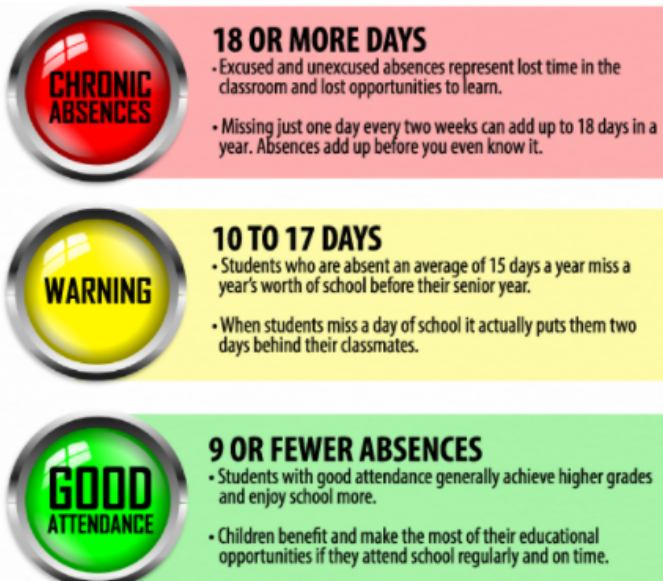 CHRONIC
ABSENCES
18 OR MORE DAYS
• Excused and unexcused absences represent lost time in the
classroom and lost opportunities to learn.
• Missing just one day every two weeks can add up to 18 days in a
year. Absences add up before you even know it.
WARNING
10 TO 17 DAYS
• Students who are absent an average of 15 days a year miss a
year's worth of school before their senior year.
• When students miss a day of school it actually puts them two
days behind their classmates.
GOOD
ATTENDANCE
9 OR FEWER ABSENCES
• Students with good attendance generally achieve higher grades
and enjoy school more.
• Children benefit and make the most of their educational
opportunities if they attend school regularly and on time.